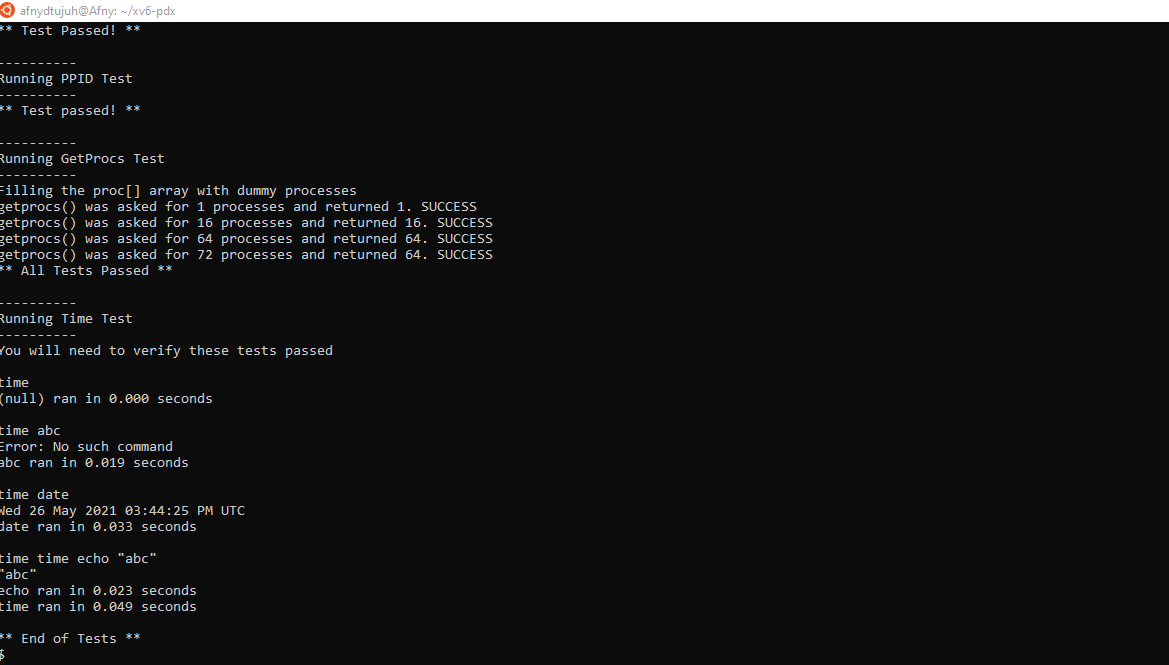 afnydtujuh@Afny: ~/xv6-pdx
** Test Passed! **
----------
Running PPID Test
----------
** Test passed! **
----------
Running GetProcs Test
----------
Filling the proc[] array with dummy processes
getprocs() was asked for 1 processes and returned 1. SUCCESS
getprocs() was asked for 16 processes and returned 16. SUCCESS
getprocs() was asked for 64 processes and returned 64. SUCCESS
getprocs() was asked for 72 processes and returned 64. SUCCESS
** All Tests Passed **
----------
Running Time Test
----------
You will need to verify these tests passed
time
(null) ran in 0.000 seconds
time abc
Error: No such command
abc ran in 0.019 seconds
time date
Wed 26 May 2021 03:44:25 PM UTC
date ran in 0.033 seconds
time time echo "abc"
"abc"
echo ran in 0.023 seconds
time ran in 0.049 seconds
** End of Tests **
$